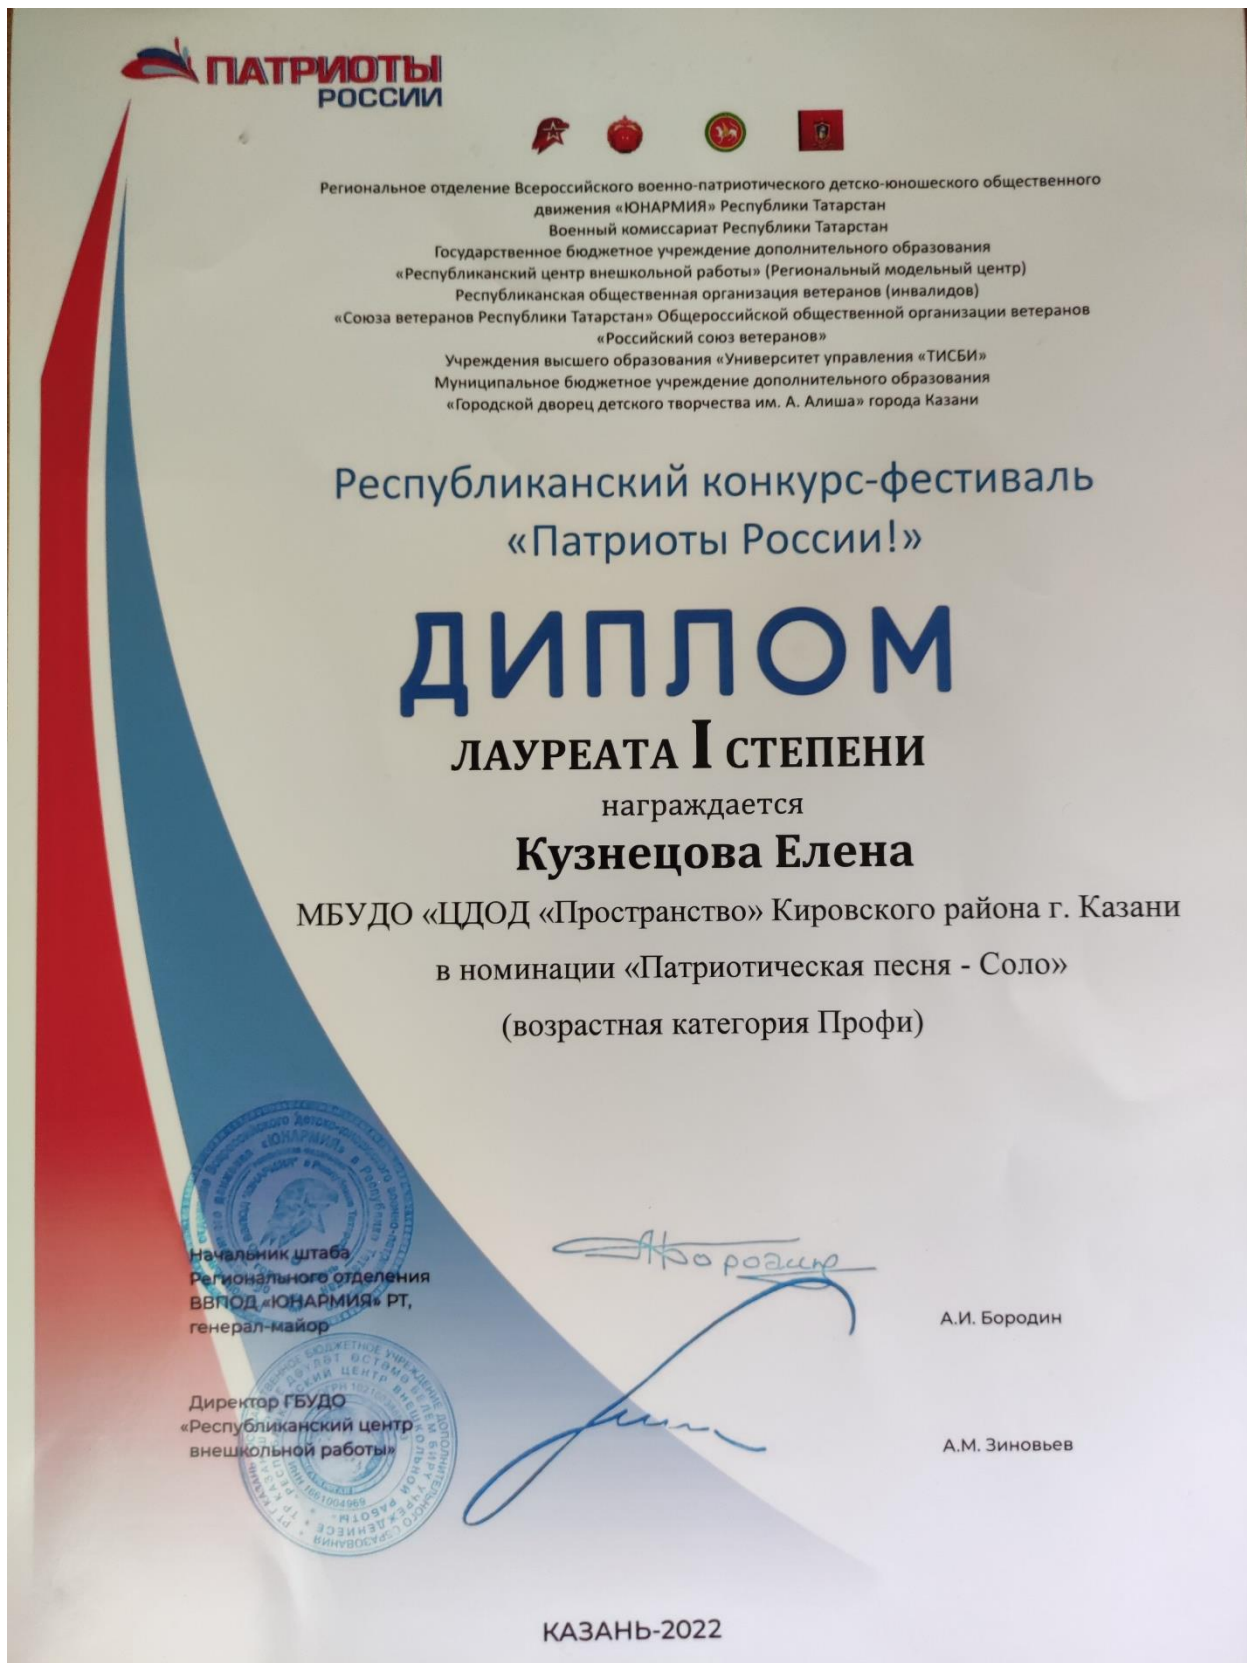 ПАТРИОТЫ
РОССИИ
Региональное отделение Всероссийского военно-патриотического детско-юношеского общественного
движения «ЮНАРМИЯ» Республики Татарстан
Военный комиссариат Республики Татарстан
Государственное бюджетное учреждение дополнительного образования
«Республиканский центр внешкольной работы» (Региональный модельный центр)
Республиканская общественная организация ветеранов (инвалидов)
«Союза ветеранов Республики Татарстан» Общероссийской общественной организации ветеранов
«Российский союз ветеранов»
Учреждения высшего образования «Университет управления «ТИСБИ»
Муниципальное бюджетное учреждение дополнительного образования
«Городской дворец детского творчества им. А. Алиша» города Казани
Республиканский конкурс-фестиваль
«Патриоты России!»
ДИПЛОМ
ЛАУРЕАТА I СТЕПЕНИ
награждается
Кузнецова Елена
МБУДО «ЦДОД «Пространство» Кировского района г. Казани
в номинации «Патриотическая песня - Соло»
(возрастная категория Профи)
Начальник штаба
Регионального отделения
ВВПОД «ЮНАРМИЯ» РТ,
генерал-майор
А.И. Бородин
Директор ГБУДО
«Республиканский центр
внешкольной работы»
А.М. Зиновьев
КАЗАНЬ-2022